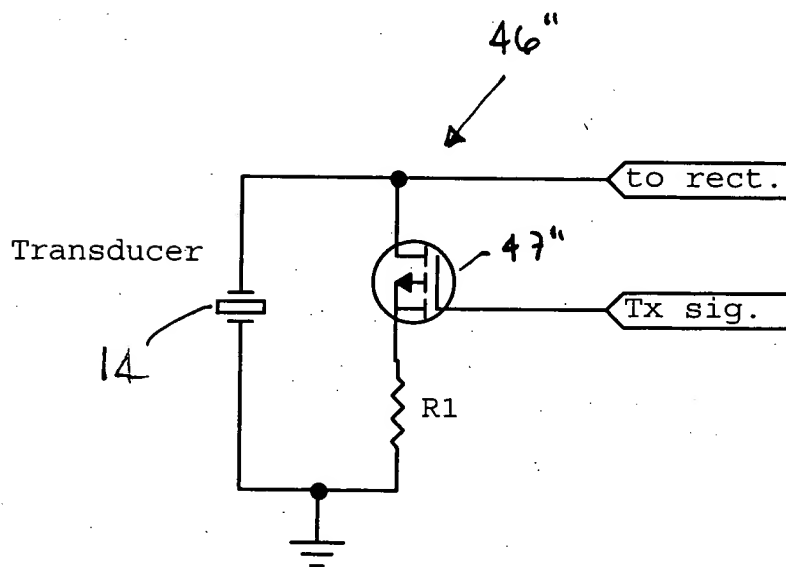 46"
to rect.
Transducer
47"
Tx sig.
14
R1